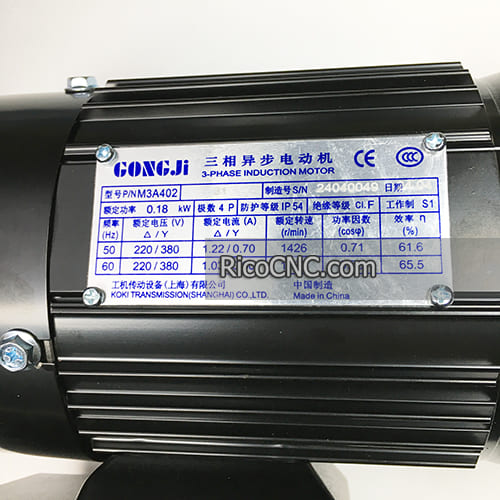 GONGJi 三相异步电动机 CE CCC
3-PHASE INDUCTION MOTOR
型号P/N M3A402 制造号S/N 24040049 日期
额定功率 0.18 kW 极数 4 P 防护等级 IP 54 绝缘等级 Cl.F 工作制 S1
频率 额定电压 (V) 额定电流 (A) 额定转速 功率因数 效率 η
(Hz) △ / Y △ / Y (r/min) (cosφ) (%)
50 220 / 380 1.22 / 0.70 1426 0.71 61.6
60 220 / 380 65.5
RicoCNC.com
工机传动设备(上海)有限公司 中国制造
KOKI TRANSMISSION(SHANGHAI) CO.,LTD Made in China